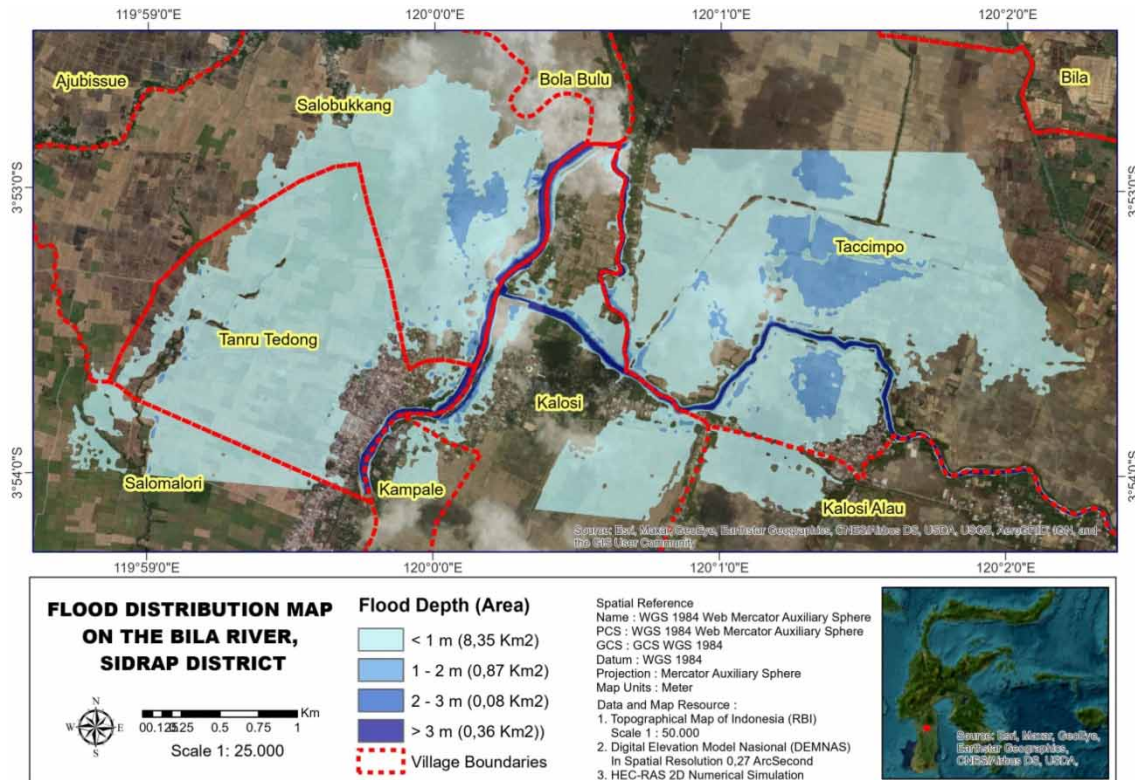 119°59'0"E 120°0'0"E 120°1'0"E 120°2'0"E
Ajubissue
Bola Bulu
Bila
Salobukkang
3°53'0"S
3°53'0"S
Taccimpo
Tanru Tedong
Kalosi
3°54'0"S
3°54'0"S
Salomalori
Kampale
Kalosi Alau
Source: Esri, Maxar, GeoEye, Earthstar Geographics, CNES/Airbus DS, USDA, USGS, AeroGRID, IGN, and
the GIS User Community
119°59'0"E 120°0'0"E 120°1'0"E 120°2'0"E
FLOOD DISTRIBUTION MAP
ON THE BILA RIVER,
SIDRAP DISTRICT
N
W E
S
Km
0 0.5 0.75 1
Scale 1: 25.000
Flood Depth (Area)
< 1 m (8,35 Km2)
1 - 2 m (0,87 Km2)
2 - 3 m (0,08 Km2)
> 3 m (0,36 Km2))
Village Boundaries
Spatial Reference
Name : WGS 1984 Web Mercator Auxiliary Sphere
PCS : WGS 1984 Web Mercator Auxiliary Sphere
GCS : GCS WGS 1984
Datum : WGS 1984
Projection : Mercator Auxiliary Sphere
Map Units : Meter
Data and Map Resource :
1. Topographical Map of Indonesia (RBI)
Scale 1 : 50.000
2. Digital Elevation Model Nasional (DEMNAS)
In Spatial Resolution 0,27 ArcSecond
3. HEC-RAS 2D Numerical Simulation
Source: Esri, Maxar, GeoEye,
Earthstar Geographics,
CNES/Airbus DS, USDA,